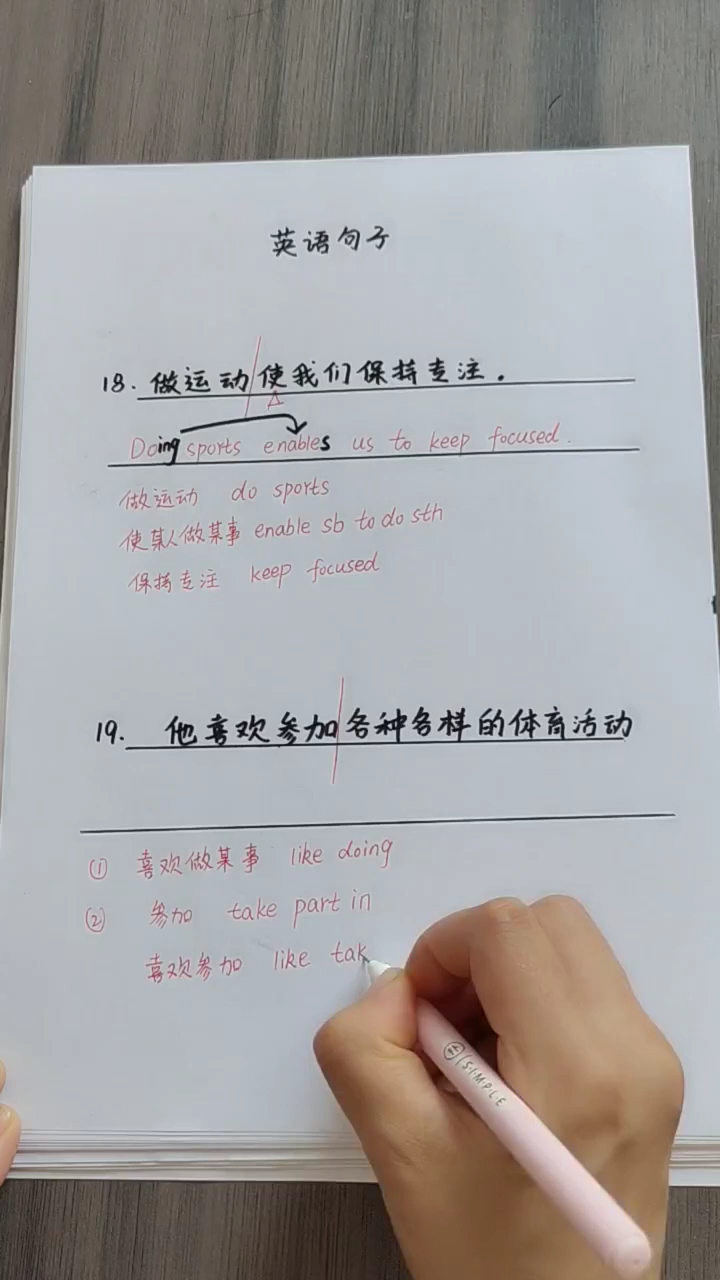 英语句子
18. 做运动使我们保持专注.
Doing sports enables us to keep focused.
做运动 do sports
使某人做某事 enable sb to do sth
保持专注 keep focused
19. 他喜欢参加各种各样的体育活动
① 喜欢做某事 like doing
② 参加 take part in
喜欢参加 like tak
SIMPLE